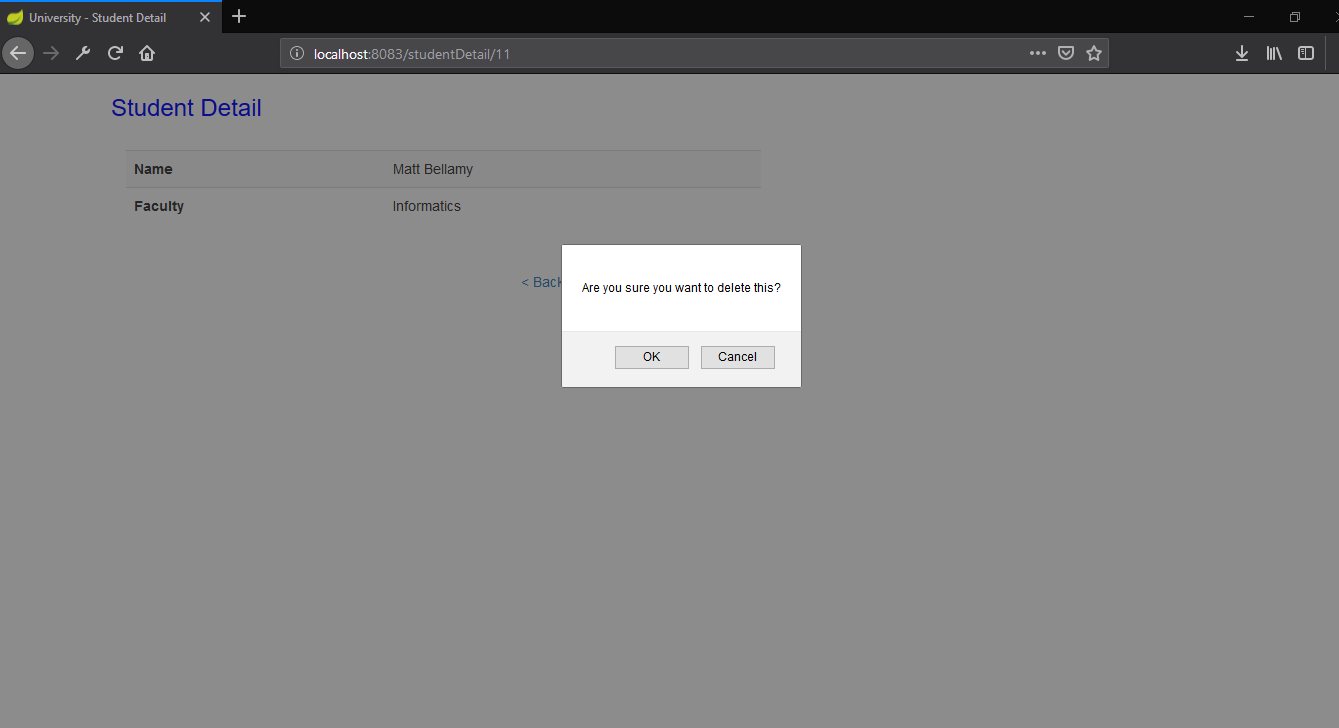 University - Student Detail
localhost:8083/studentDetail/11
Student Detail
Name Matt Bellamy
Faculty Informatics
< Back
Are you sure you want to delete this?
OK Cancel